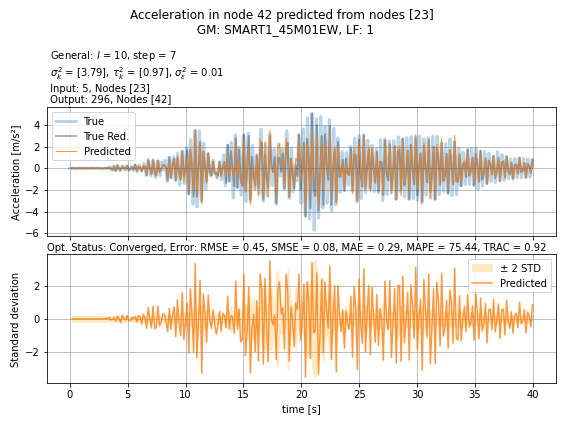 Acceleration in node 42 predicted from nodes [23]
GM: SMART1_45M01EW, LF: 1
General: l = 10, step = 7
σ²ₖ = [3.79], τ²ₖ = [0.97], σ²ε = 0.01
Input: 5, Nodes [23]
Output: 296, Nodes [42]
Acceleration [m/s²]
4
2
0
−2
−4
−6
True
True Red.
Predicted
Opt. Status: Converged, Error: RMSE = 0.45, SMSE = 0.08, MAE = 0.29, MAPE = 75.44, TRAC = 0.92
Standard deviation
2
0
−2
± 2 STD
Predicted
0 5 10 15 20 25 30 35 40
time [s]